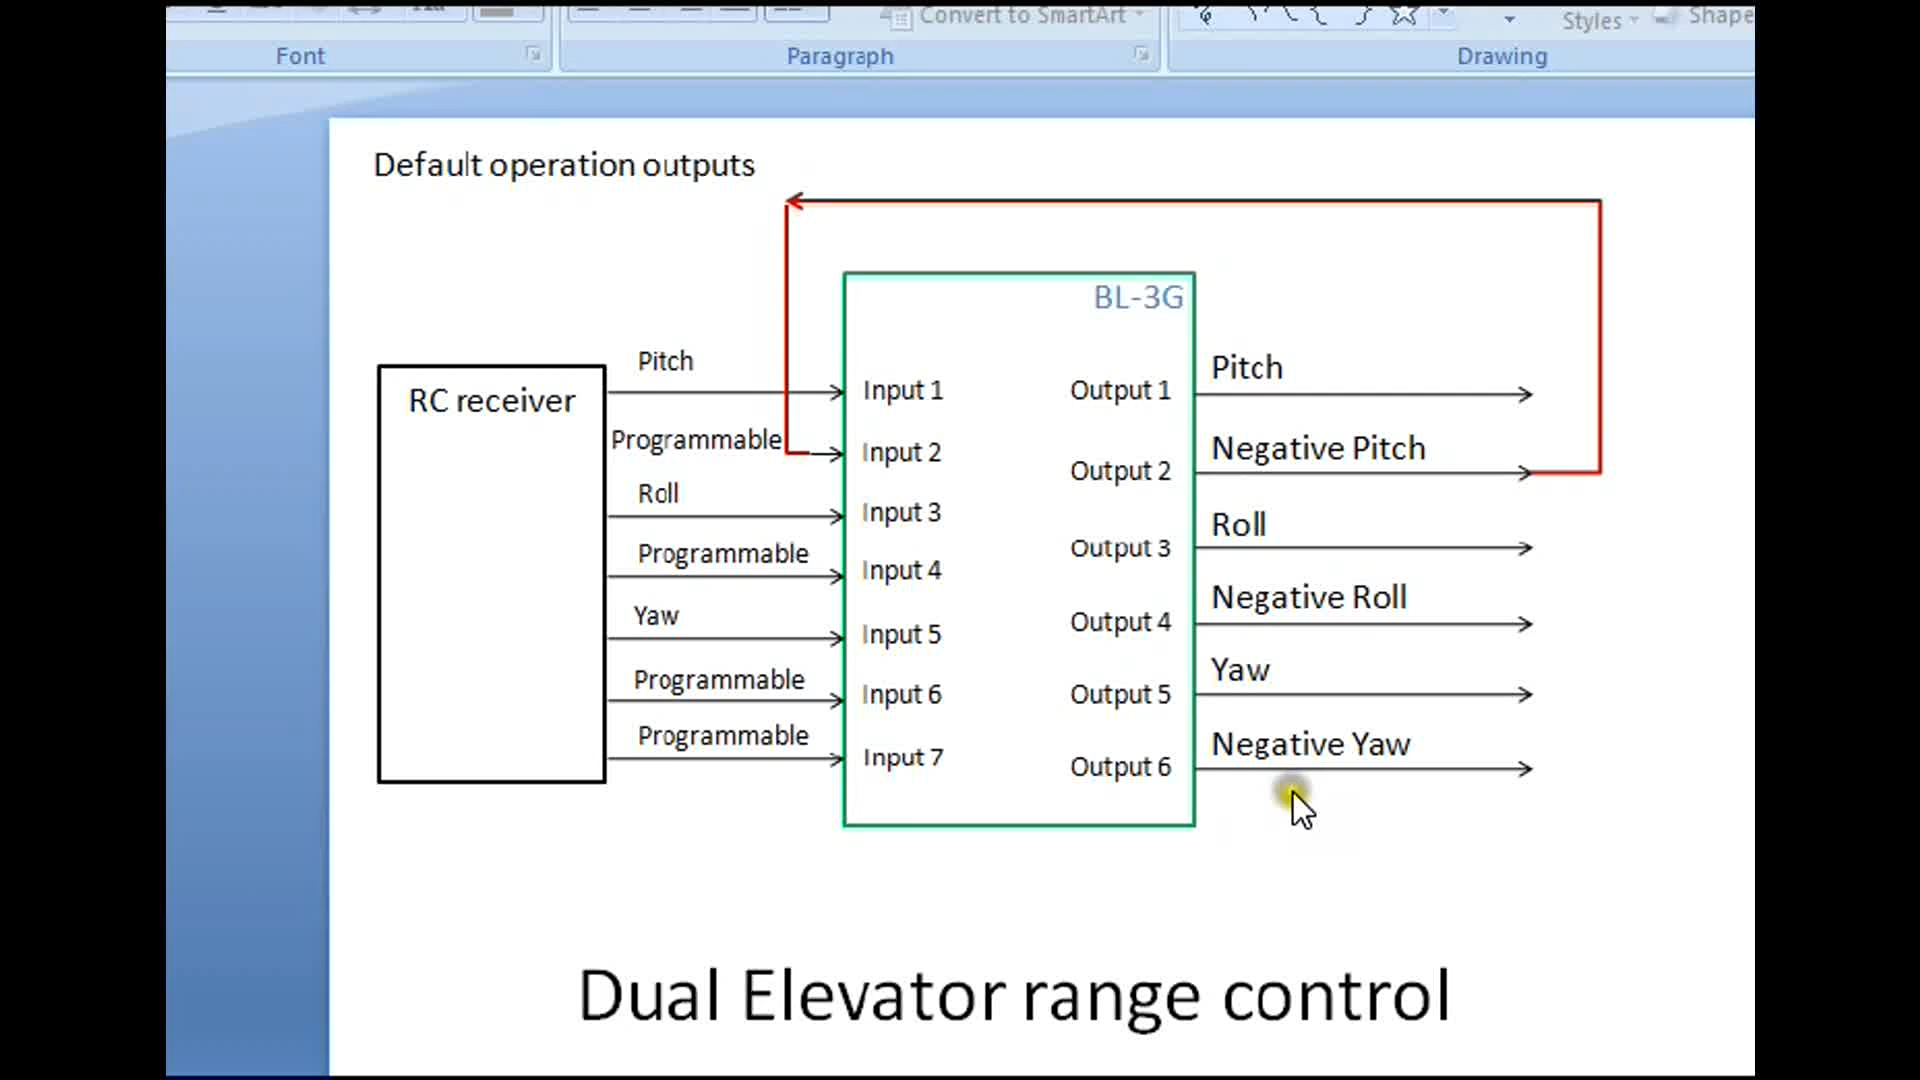 Convert to SmartArt
Styles
Shape
Font
Paragraph
Drawing
Default operation outputs
BL-3G
RC receiver
Pitch
Input 1
Output 1
Pitch
Programmable
Input 2
Output 2
Negative Pitch
Roll
Input 3
Output 3
Roll
Programmable
Input 4
Output 4
Negative Roll
Yaw
Input 5
Output 5
Yaw
Programmable
Input 6
Output 6
Negative Yaw
Programmable
Input 7
Dual Elevator range control